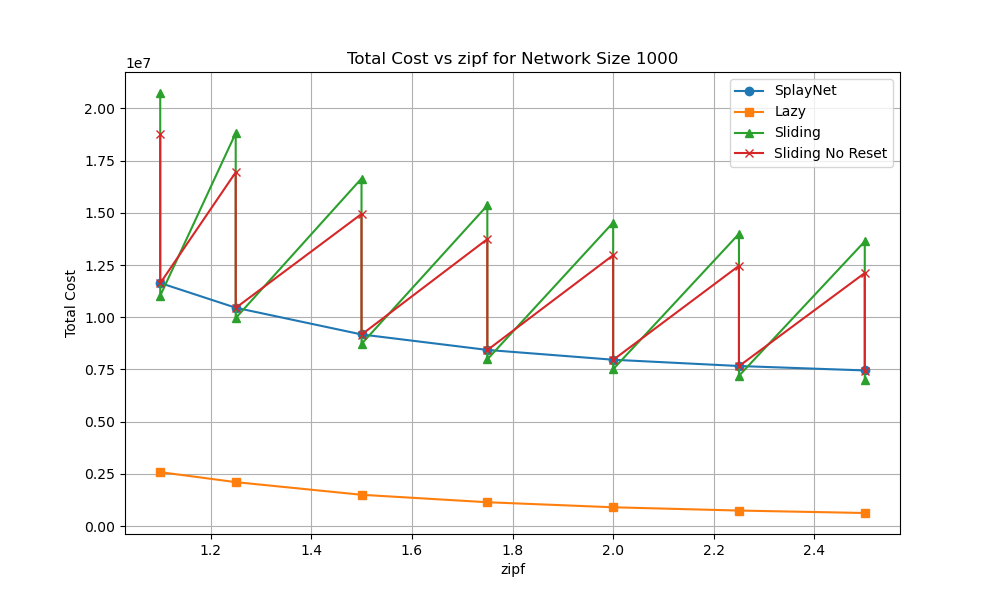 Total Cost vs zipf for Network Size 1000
1e7
SplayNet
Lazy
Sliding
Sliding No Reset
2.00
1.75
1.50
1.25
1.00
0.75
0.50
0.25
0.00
Total Cost
1.2 1.4 1.6 1.8 2.0 2.2 2.4
zipf